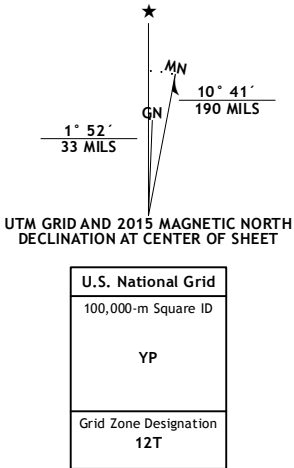 ★
MN
GN
10° 41´
190 MILS
1° 52´
33 MILS
UTM GRID AND 2015 MAGNETIC NORTH
DECLINATION AT CENTER OF SHEET
U.S. National Grid
100,000-m Square ID
YP
Grid Zone Designation
12T